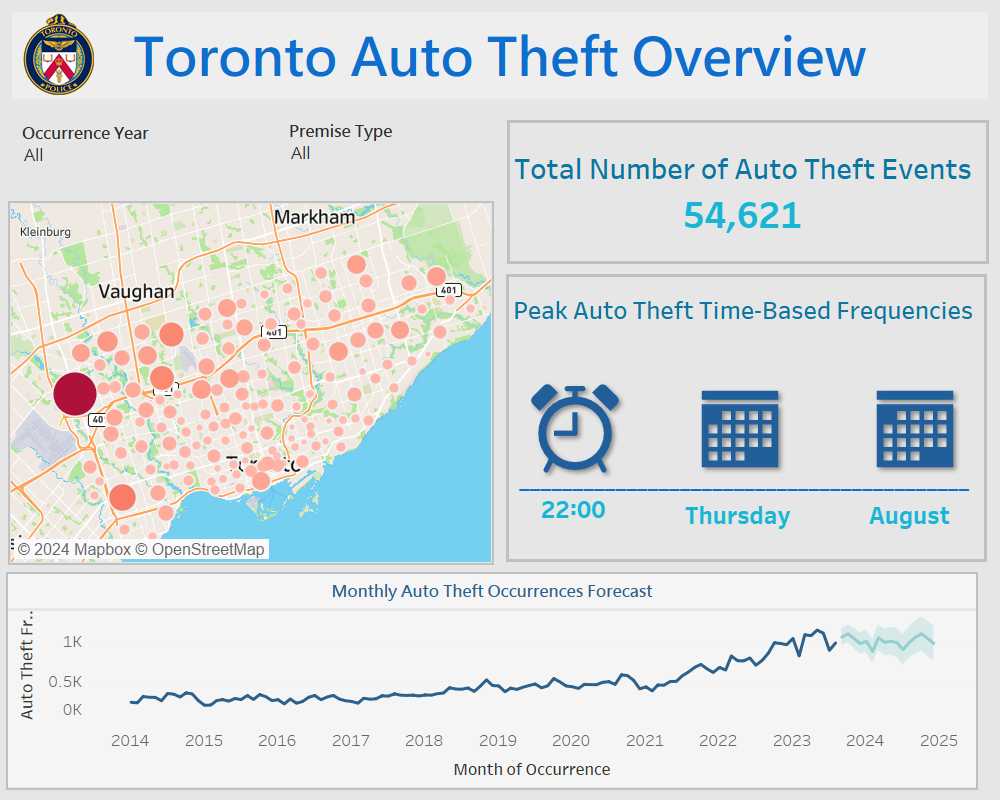 TORONTO
POLICE
Toronto Auto Theft Overview
Occurrence Year
All
Premise Type
All
Total Number of Auto Theft Events
54,621
Markham
Kleinburg
Vaughan
401
401
© 2024 Mapbox © OpenStreetMap
Peak Auto Theft Time-Based Frequencies
22:00
Thursday
August
Monthly Auto Theft Occurrences Forecast
Auto Theft Fr..
1K
0.5K
0K
2014 2015 2016 2017 2018 2019 2020 2021 2022 2023 2024 2025
Month of Occurrence